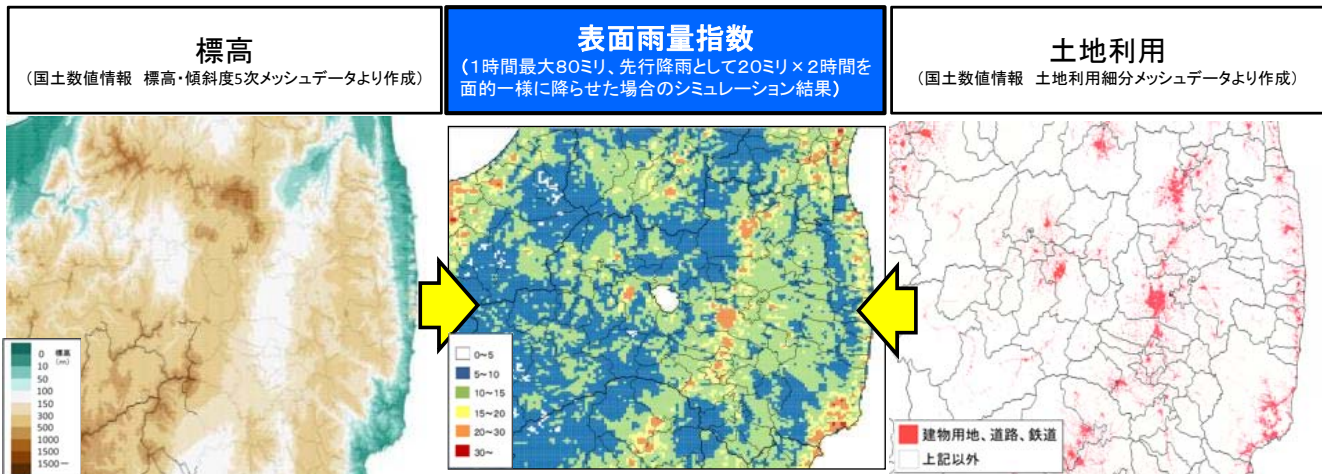 標高
(国土数値情報 標高・傾斜度5次メッシュデータより作成)
表面雨量指数
(1時間最大80ミリ、先行降雨として20ミリ×2時間を
面的一様に降らせた場合のシミュレーション結果)
土地利用
(国土数値情報 土地利用細分メッシュデータより作成)
標高
(m)
0
10
50
100
150
300
500
1000
1500
1500ー
0~5
5~10
10~15
15~20
20~30
30~
建物用地、道路、鉄道
上記以外